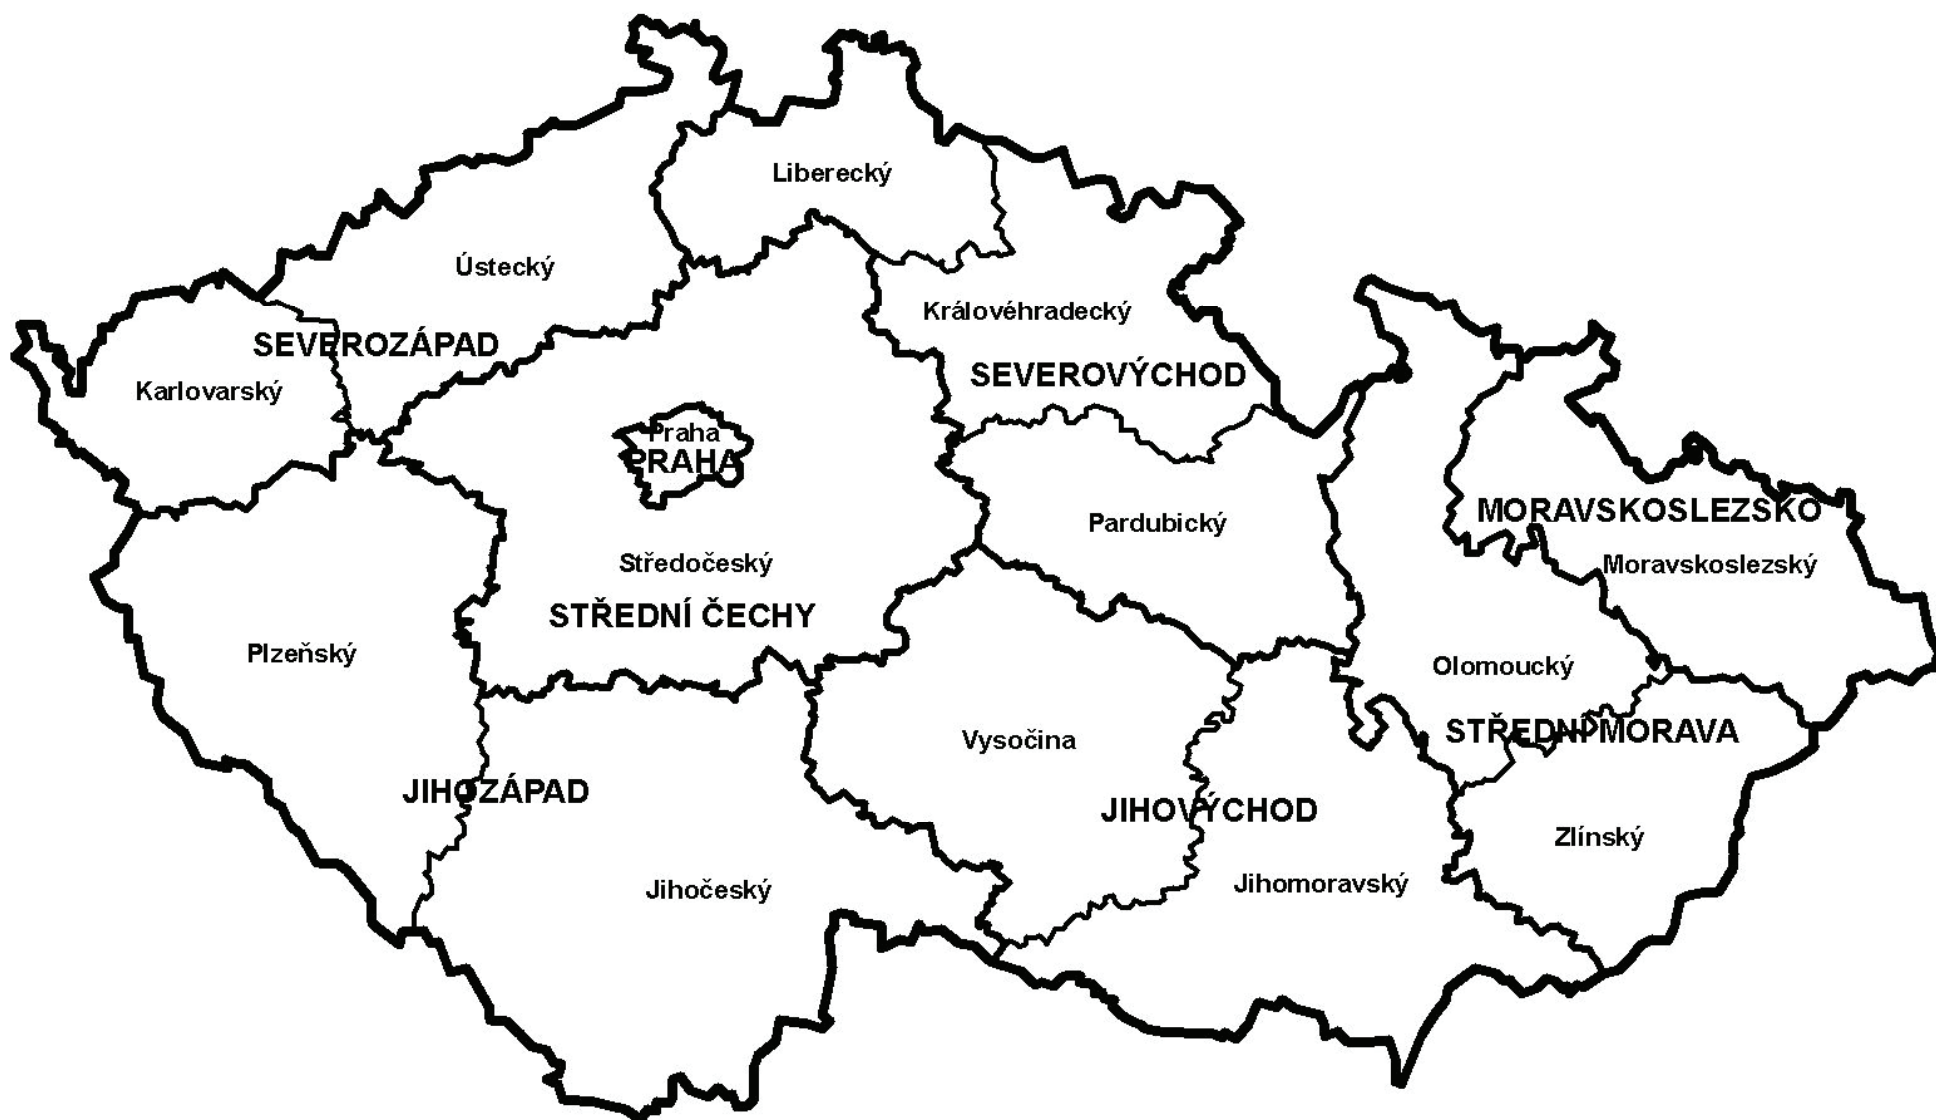 Liberecký
Ústecký
Královéhradecký
SEVEROZÁPAD
SEVEROVÝCHOD
Karlovarský
Praha
PRAHA
MORAVSKOSLEZSKO
Pardubický
Středočeský
Moravskoslezský
STŘEDNÍ ČECHY
Plzeňský
Olomoucký
STŘEDNÍ MORAVA
Vysočina
JIHOZÁPAD
JIHOVÝCHOD
Zlínský
Jihočeský
Jihomoravský